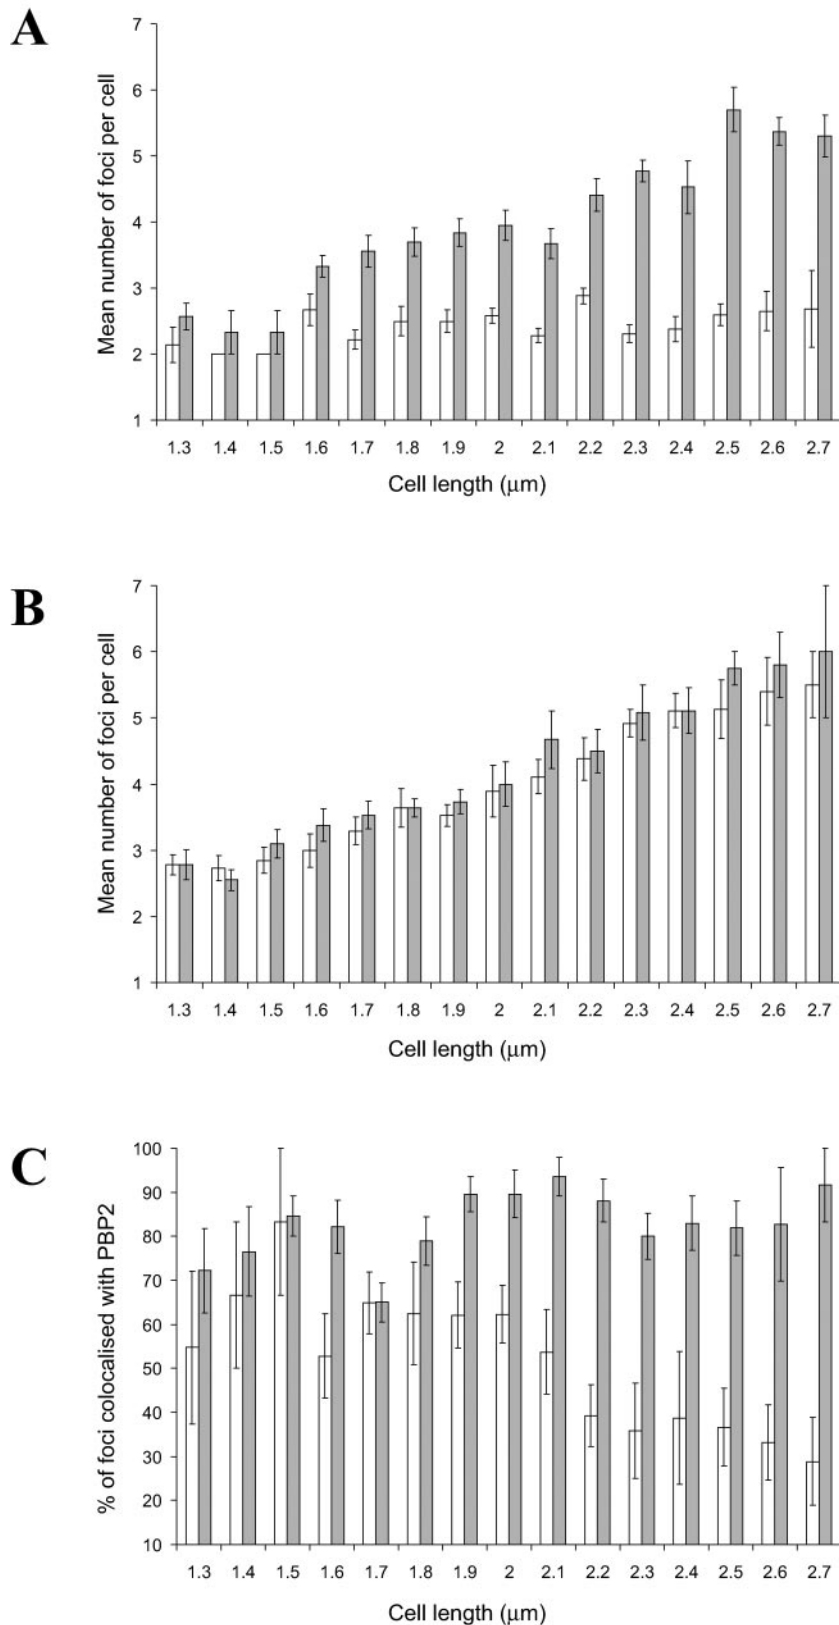 A
Mean number of foci per cell
7
6
5
4
3
2
1
1.3 1.4 1.5 1.6 1.7 1.8 1.9 2 2.1 2.2 2.3 2.4 2.5 2.6 2.7
Cell length (μm)
B
Mean number of foci per cell
7
6
5
4
3
2
1
1.3 1.4 1.5 1.6 1.7 1.8 1.9 2 2.1 2.2 2.3 2.4 2.5 2.6 2.7
Cell length (μm)
C
% of foci colocalised with PBP2
100
90
80
70
60
50
40
30
20
10
1.3 1.4 1.5 1.6 1.7 1.8 1.9 2 2.1 2.2 2.3 2.4 2.5 2.6 2.7
Cell length (μm)